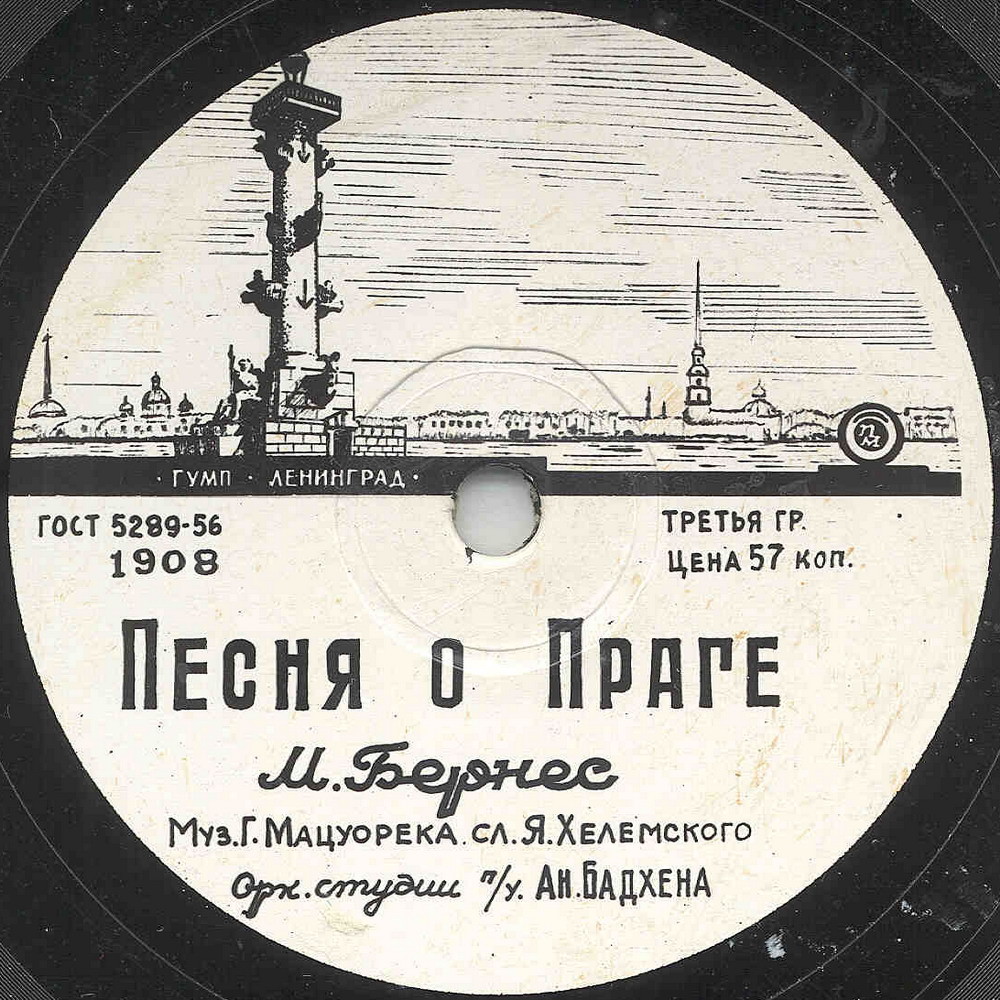 ПМ
· ГУМП · ЛЕНИНГРАД ·
ГОСТ 5289-56
1908
ТРЕТЬЯ ГР.
ЦЕНА 57 КОП.
ПЕСНЯ О ПРАГЕ
М. Бернес
Муз. Г. МАЦУОРЕКА. СЛ. Я. ХЕЛЕМСКОГО
Орк. студии п/у. АН. БАДХЕНА